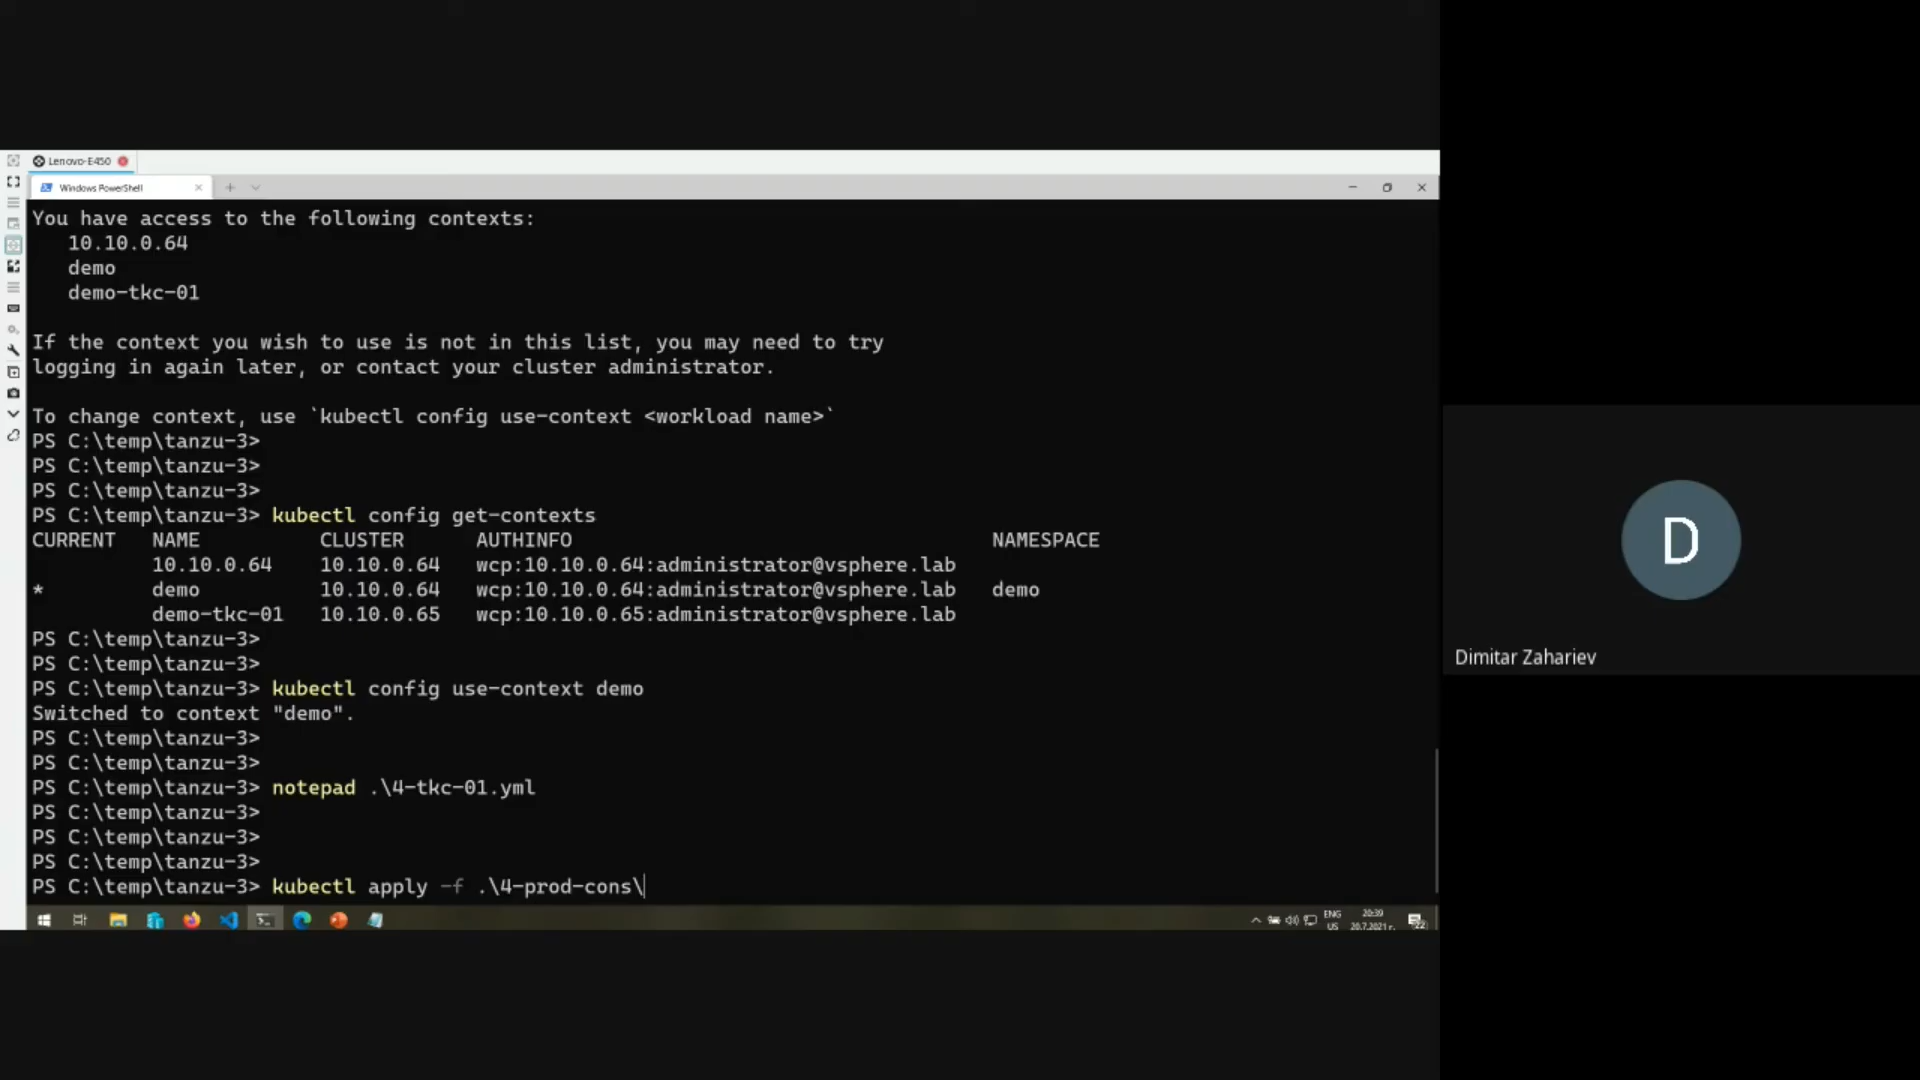 Lenovo-E450
Windows PowerShell
You have access to the following contexts:
10.10.0.64
demo
demo-tkc-01
If the context you wish to use is not in this list, you may need to try
logging in again later, or contact your cluster administrator.
To change context, use `kubectl config use-context <workload name>`
PS C:\temp\tanzu-3>
PS C:\temp\tanzu-3>
PS C:\temp\tanzu-3>
PS C:\temp\tanzu-3> kubectl config get-contexts
CURRENT NAME CLUSTER AUTHINFO NAMESPACE
10.10.0.64 10.10.0.64 wcp:10.10.0.64:administrator@vsphere.lab
* demo 10.10.0.64 wcp:10.10.0.64:administrator@vsphere.lab demo
demo-tkc-01 10.10.0.65 wcp:10.10.0.65:administrator@vsphere.lab
PS C:\temp\tanzu-3>
PS C:\temp\tanzu-3>
PS C:\temp\tanzu-3> kubectl config use-context demo
Switched to context "demo".
PS C:\temp\tanzu-3>
PS C:\temp\tanzu-3>
PS C:\temp\tanzu-3> notepad .\4-tkc-01.yml
PS C:\temp\tanzu-3>
PS C:\temp\tanzu-3>
PS C:\temp\tanzu-3>
PS C:\temp\tanzu-3> kubectl apply -f .\4-prod-cons\
ENG 20:39
US 20.7.2021 г.
22
D
Dimitar Zahariev